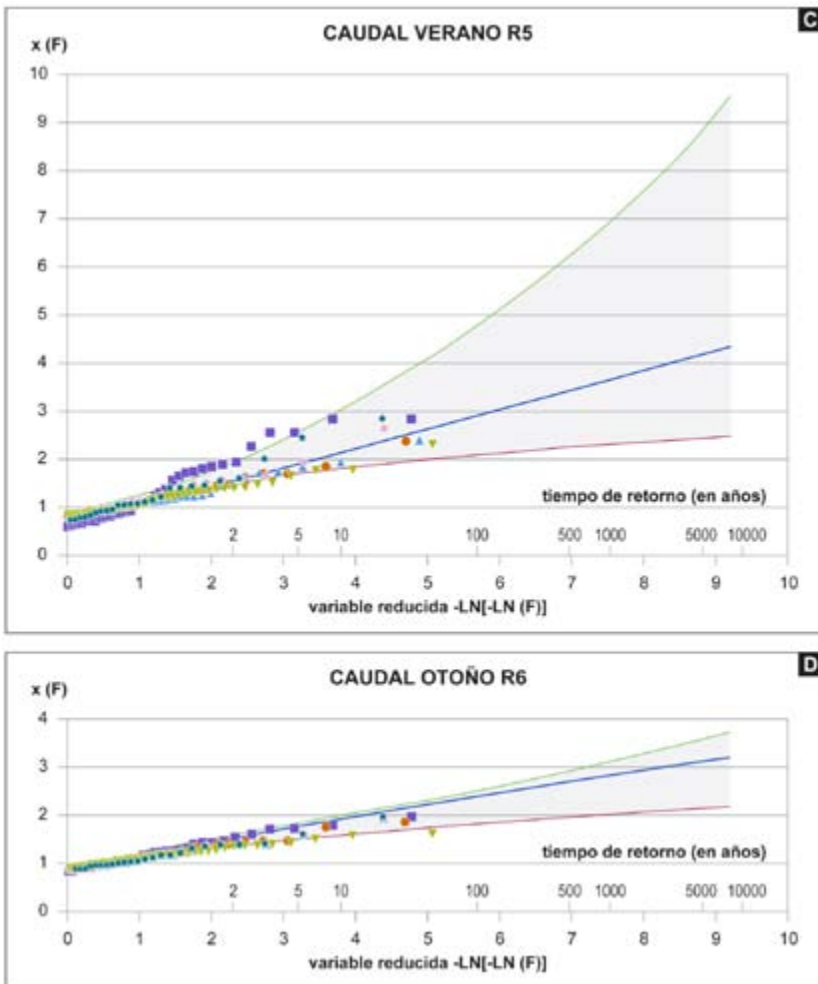 C
CAUDAL VERANO R5
x (F)
10
9
8
7
6
5
4
3
2
1
0
tiempo de retorno (en años)
2 5 10 100 500 1000 5000 10000
0 1 2 3 4 5 6 7 8 9 10
variable reducida -LN[-LN (F)]
D
CAUDAL OTOÑO R6
x (F)
4
3
2
1
0
tiempo de retorno (en años)
2 5 10 100 500 1000 5000 10000
0 1 2 3 4 5 6 7 8 9 10
variable reducida -LN[-LN (F)]